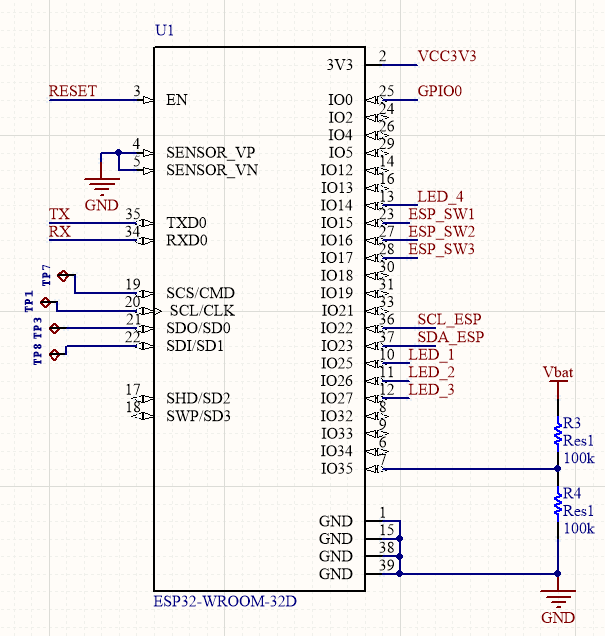 U1
3V3 2 VCC3V3
RESET 3 EN
IO0 25 GPIO0
IO2 24
IO4 26
4 SENSOR_VP
IO5 29
5 SENSOR_VN
IO12 14
IO13 16
GND
IO14 13 LED_4
TX 35 TXD0
IO15 23 ESP_SW1
RX 34 RXD0
IO16 27 ESP_SW2
IO17 28 ESP_SW3
TP7
IO18 30
19 SCS/CMD
IO19 31
TP1
20 SCL/CLK
IO21 33
TP3
21 SDO/SD0
IO22 36 SCL_ESP
TP8
22 SDI/SD1
IO23 37 SDA_ESP
IO25 10 LED_1
IO26 11 LED_2
Vbat
17 SHD/SD2
IO27 12 LED_3
18 SWP/SD3
IO32 8
IO33 9
R3
Res1
100k
IO34 6
IO35 7
R4
Res1
100k
GND 1
GND 15
GND 38
GND 39
ESP32-WROOM-32D
GND